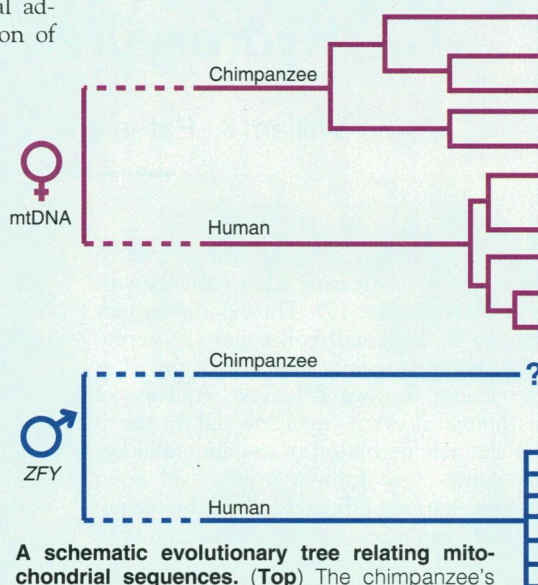 al ad-
on of
Chimpanzee
mtDNA
Human
Chimpanzee
?
ZFY
Human
A schematic evolutionary tree relating mito-
chondrial sequences. (Top) The chimpanzee's